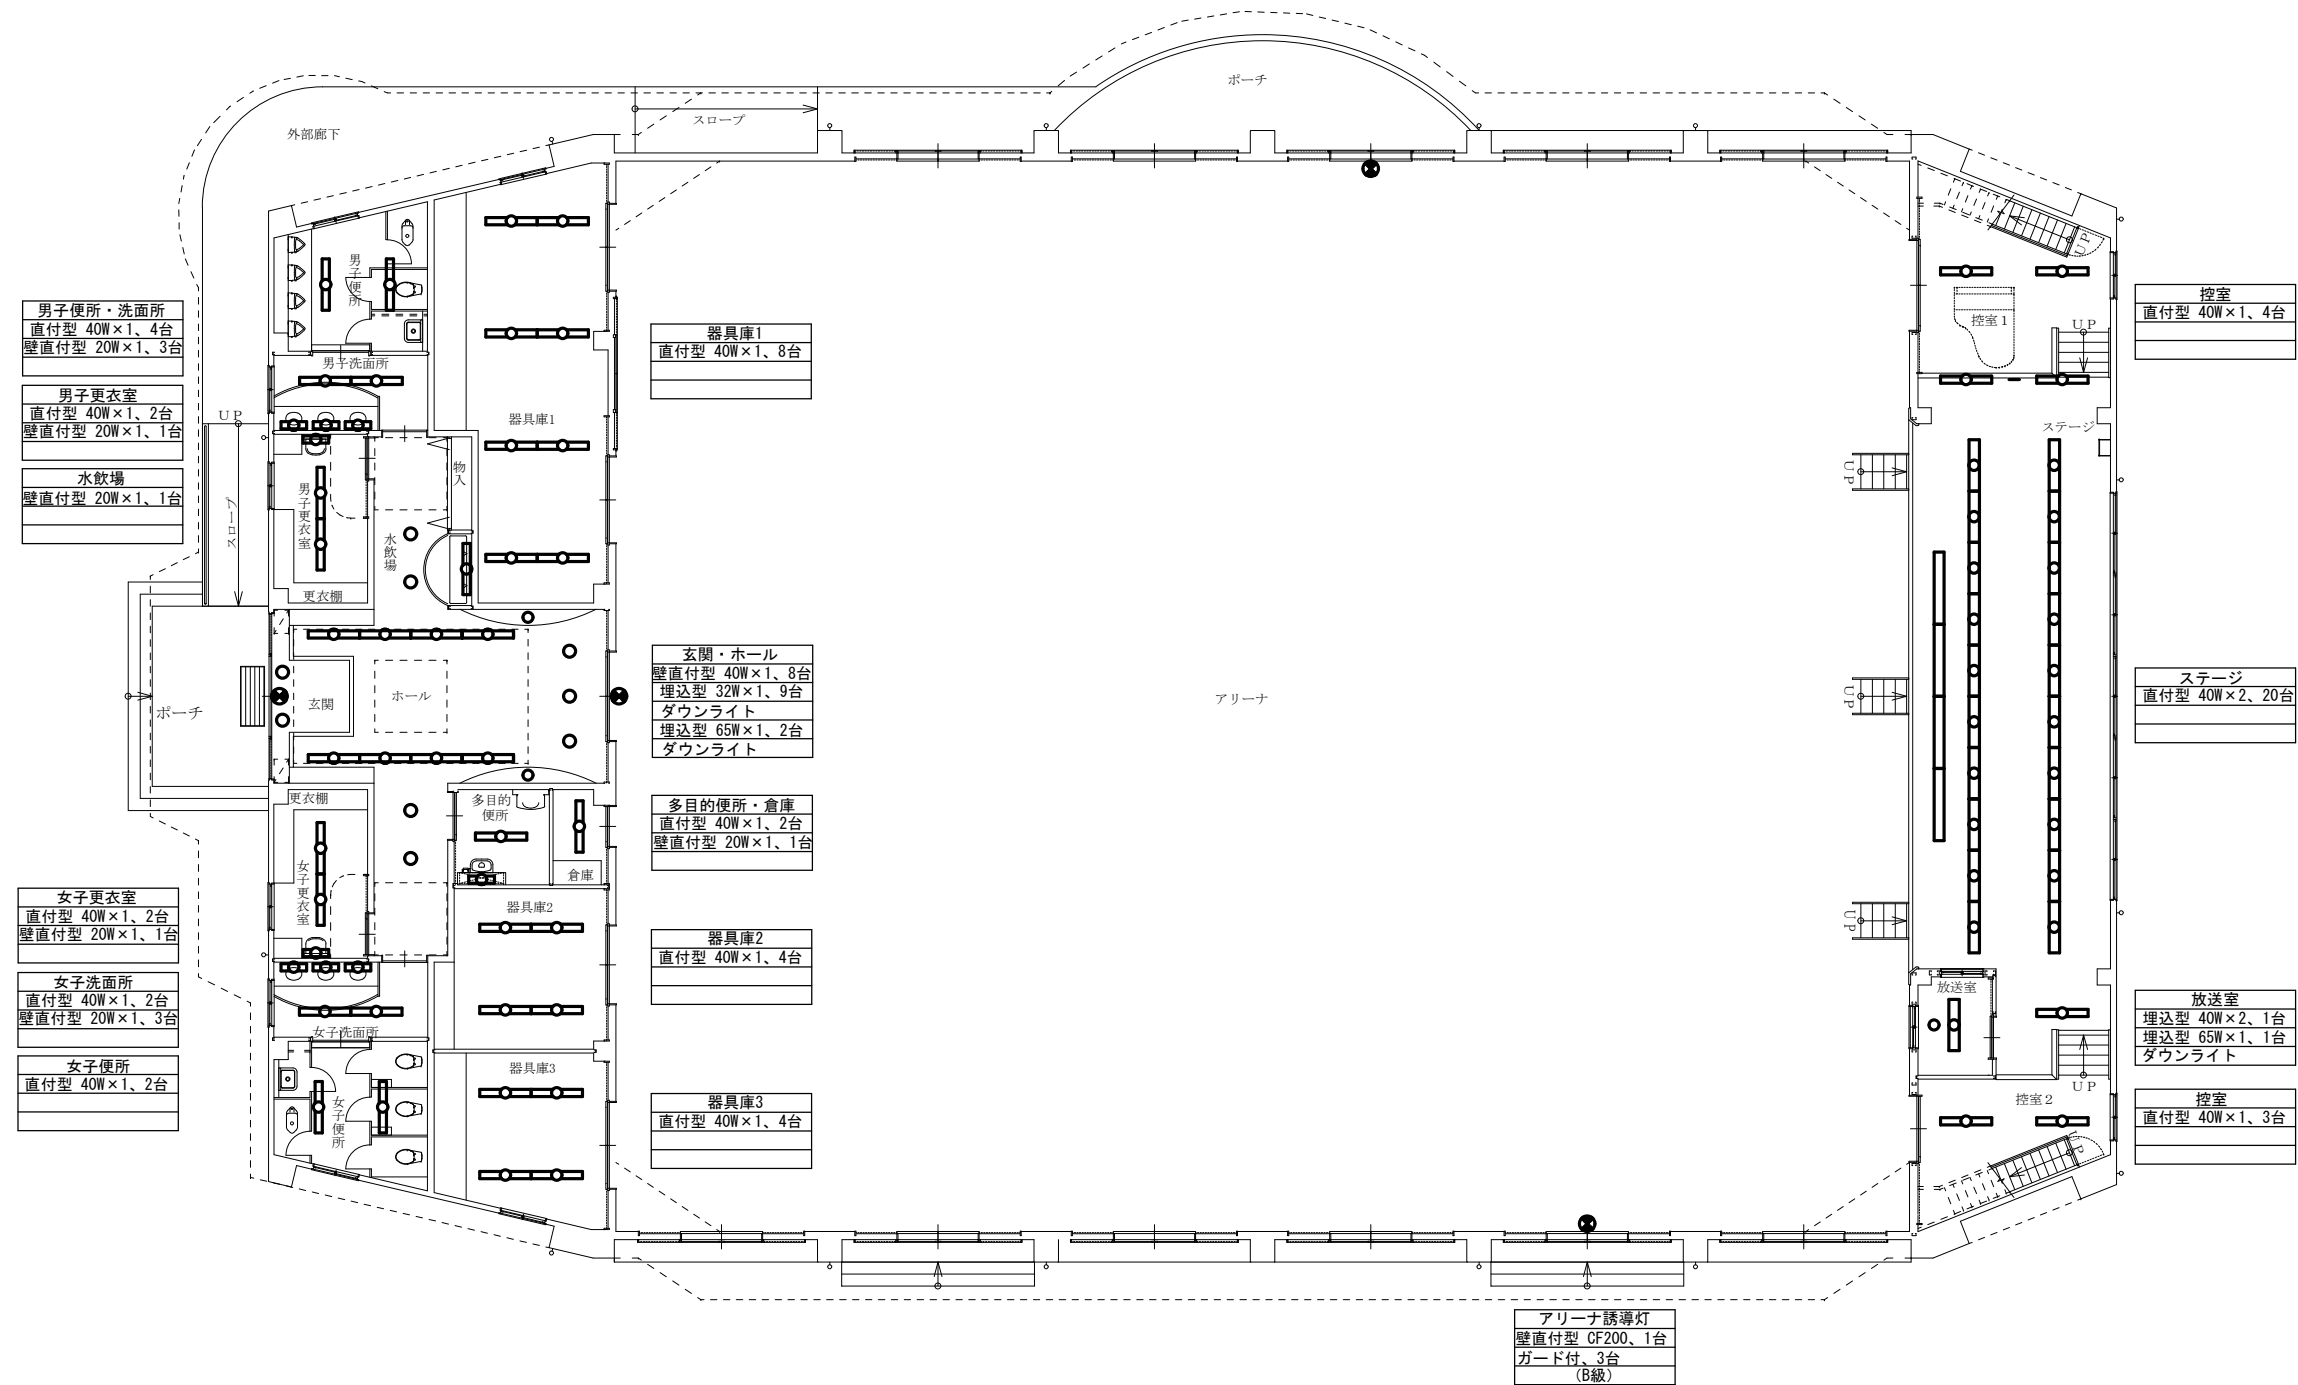 ポーチ
スロープ
外部廊下
男子便所
男子便所・洗面所
直付型 40W×1、4台
壁直付型 20W×1、3台
男子更衣室
直付型 40W×1、2台
壁直付型 20W×1、1台
水飲場
壁直付型 20W×1、1台
男子洗面所
UP
スロープ
男子更衣室
更衣棚
物入
水飲場
器具庫1
器具庫1
直付型 40W×1、8台
ポーチ
玄関
ホール
玄関・ホール
壁直付型 40W×1、8台
埋込型 32W×1、9台
ダウンライト
埋込型 65W×1、2台
ダウンライト
アリーナ
更衣棚
女子更衣室
多目的
便所
倉庫
多目的便所・倉庫
直付型 40W×1、2台
壁直付型 20W×1、1台
女子更衣室
直付型 40W×1、2台
壁直付型 20W×1、1台
女子洗面所
直付型 40W×1、2台
壁直付型 20W×1、3台
女子便所
直付型 40W×1、2台
女子洗面所
女子便所
器具庫2
器具庫2
直付型 40W×1、4台
器具庫3
器具庫3
直付型 40W×1、4台
UP
控室1
UP
控室
直付型 40W×1、4台
ステージ
UP
UP
UP
ステージ
直付型 40W×2、20台
放送室
放送室
埋込型 40W×2、1台
埋込型 65W×1、1台
ダウンライト
UP
控室2
UP
控室
直付型 40W×1、3台
アリーナ誘導灯
壁直付型 CF200、1台
ガード付、3台
(B級)